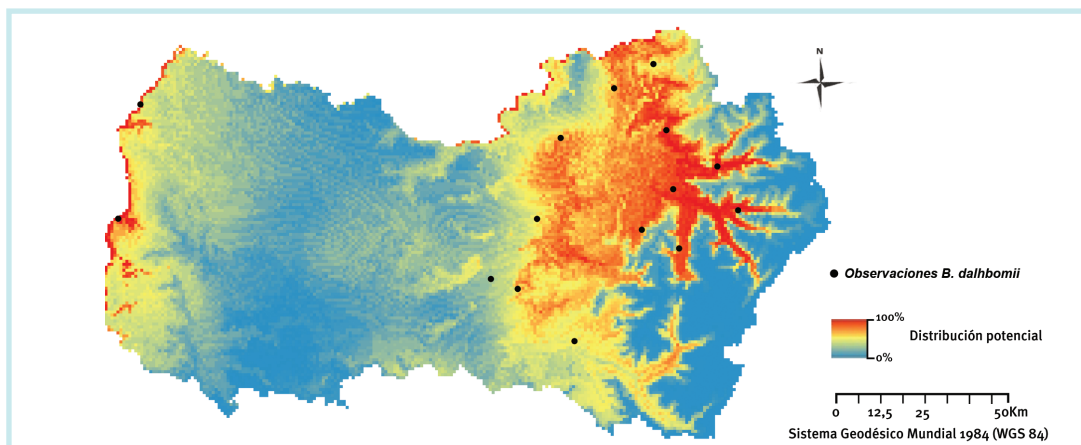 N
Observaciones B. dalhbomii
100%
0%
Distribución potencial
0 12,5 25 50Km
Sistema Geodésico Mundial 1984 (WGS 84)